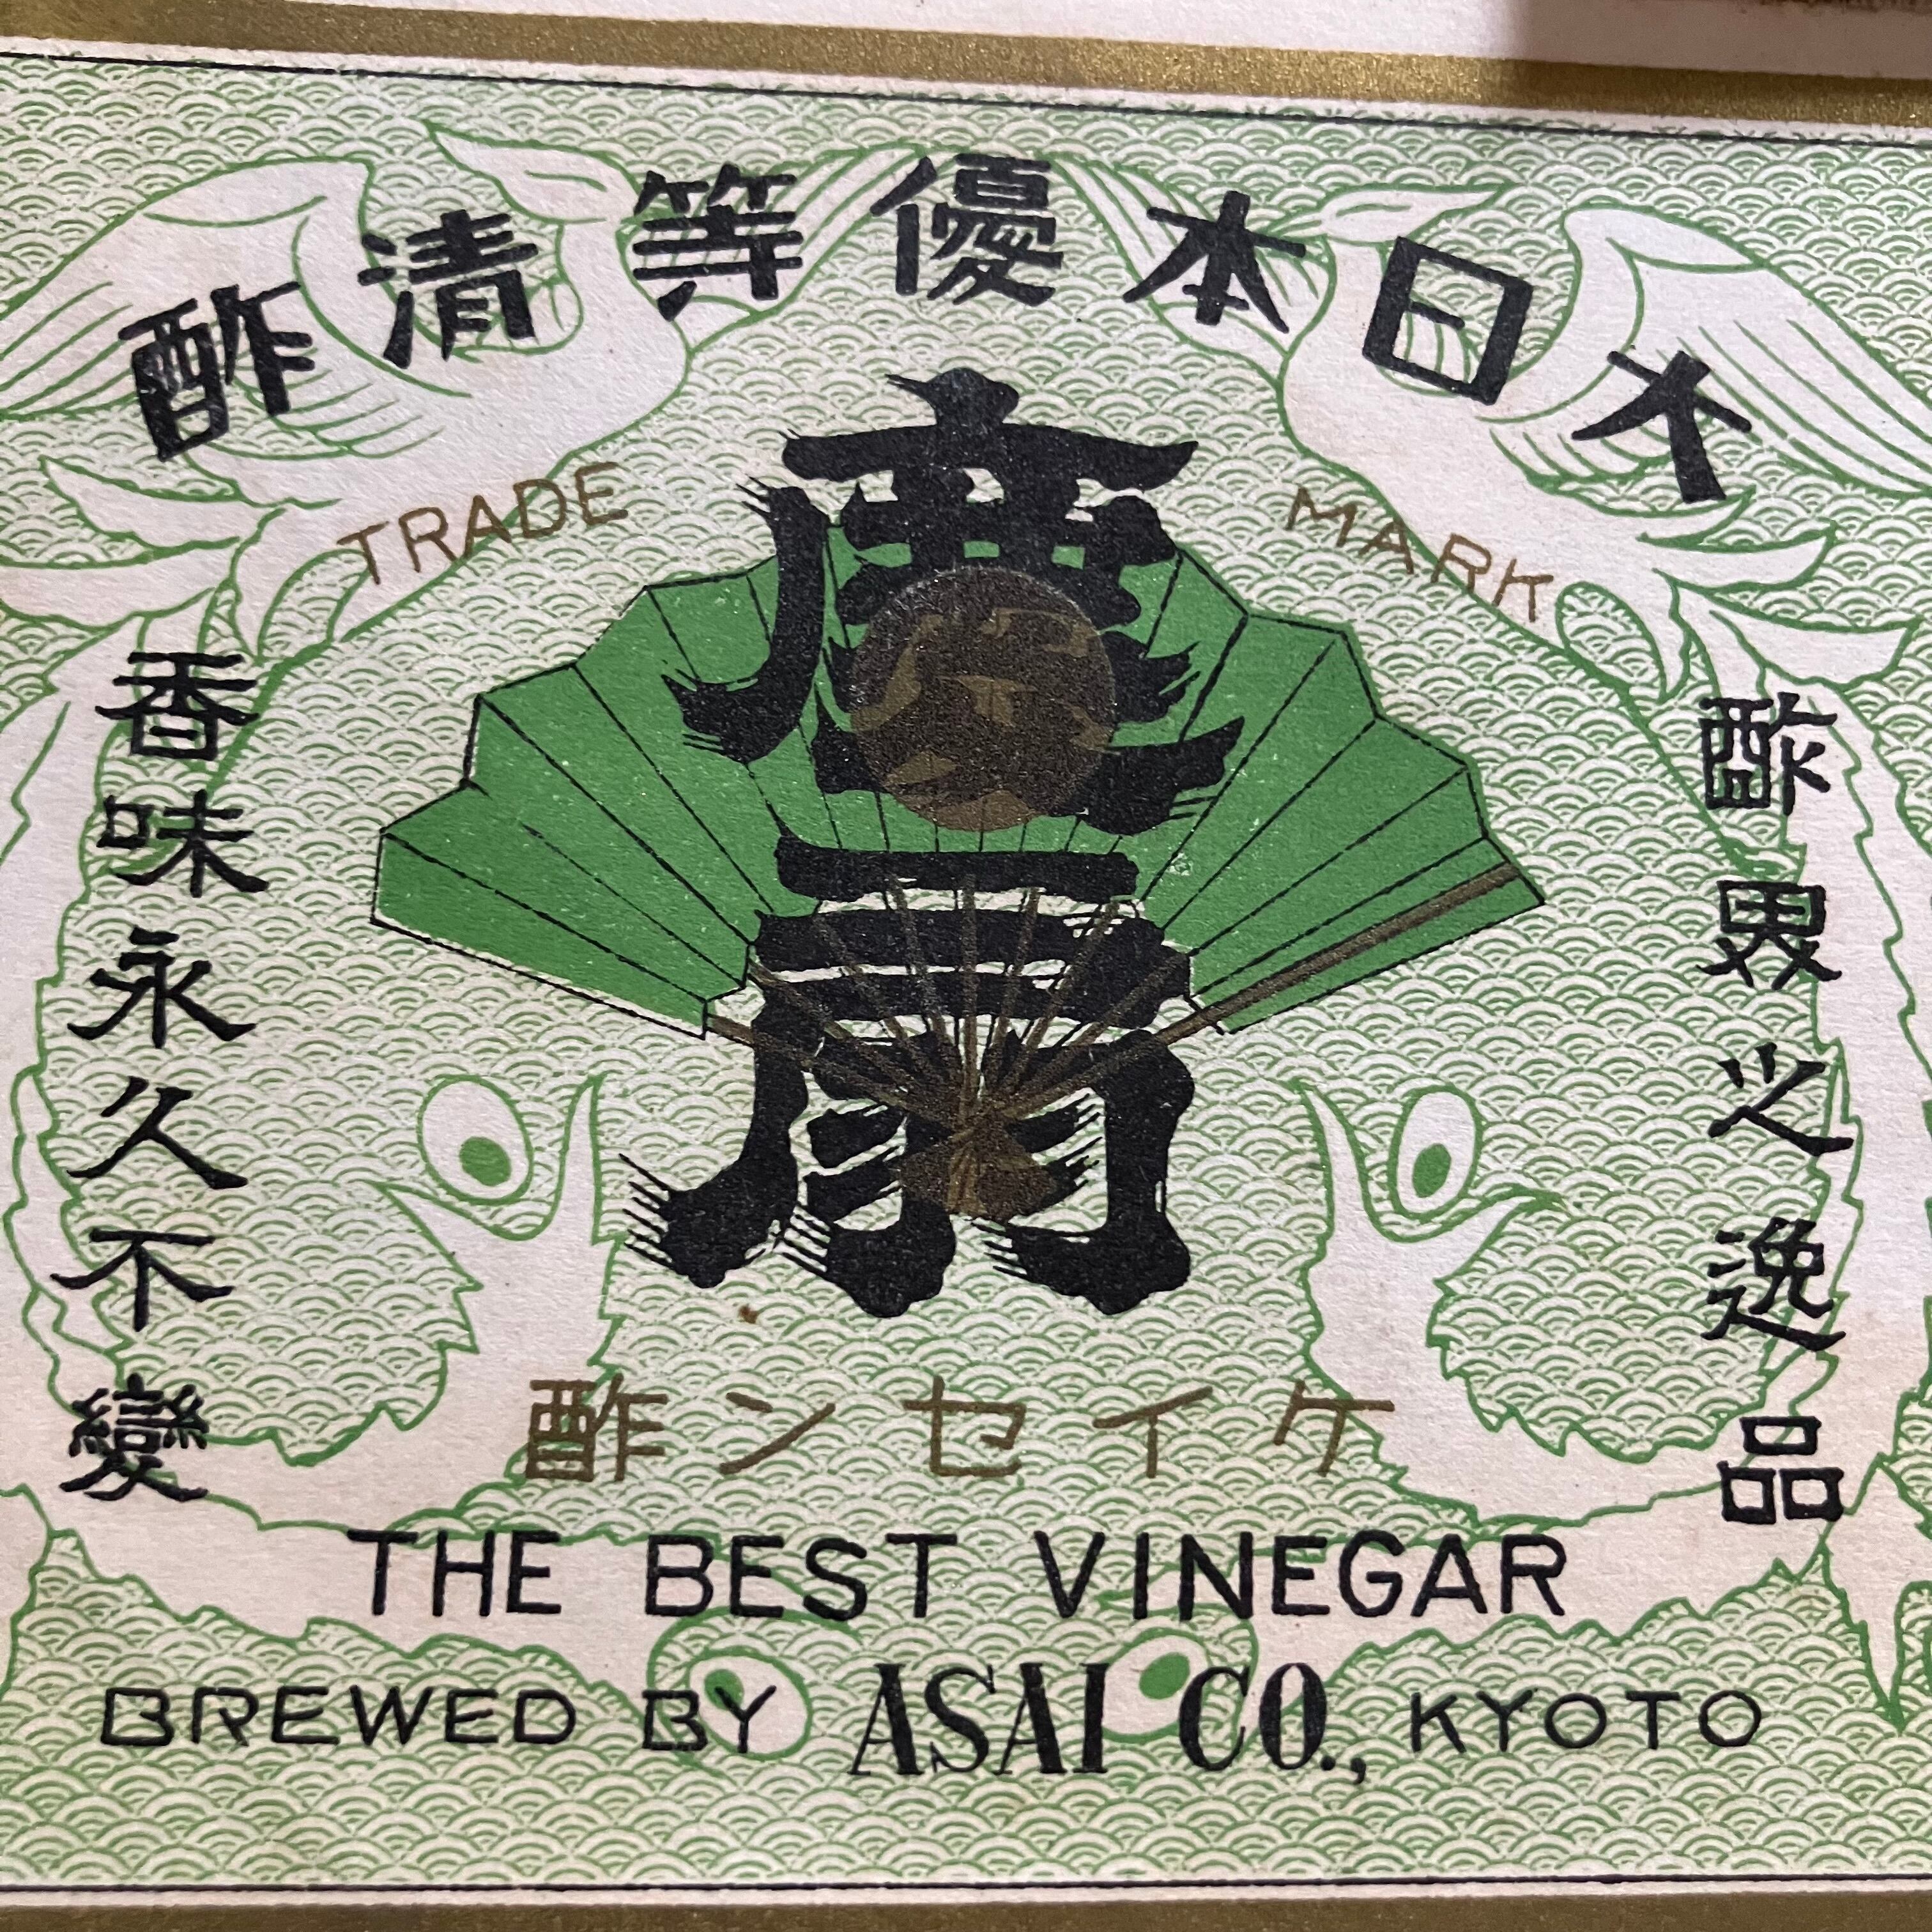 大日本優等清酢
TRADE MARK
慶扇
酢界之逸品
香味永久不變
ケイセン酢
THE BEST VINEGAR
BREWED BY ASAI CO., KYOTO